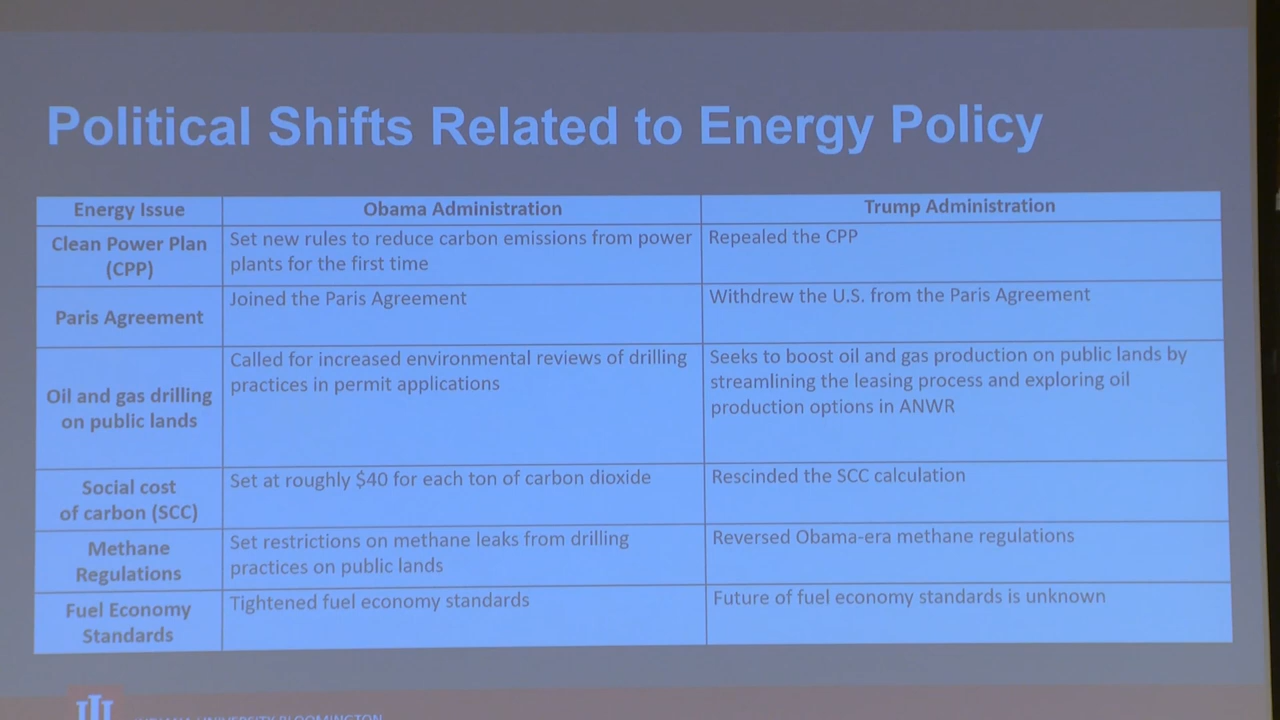 Political Shifts Related to Energy Policy
Energy Issue
Obama Administration
Trump Administration
Clean Power Plan
(CPP)
Set new rules to reduce carbon emissions from power
plants for the first time
Repealed the CPP
Paris Agreement
Joined the Paris Agreement
Withdrew the U.S. from the Paris Agreement
Oil and gas drilling
on public lands
Called for increased environmental reviews of drilling
practices in permit applications
Seeks to boost oil and gas production on public lands by
streamlining the leasing process and exploring oil
production options in ANWR
Social cost
of carbon (SCC)
Set at roughly $40 for each ton of carbon dioxide
Rescinded the SCC calculation
Methane
Regulations
Set restrictions on methane leaks from drilling
practices on public lands
Reversed Obama-era methane regulations
Fuel Economy
Standards
Tightened fuel economy standards
Future of fuel economy standards is unknown
INDIANA UNIVERSITY BLOOMINGTON